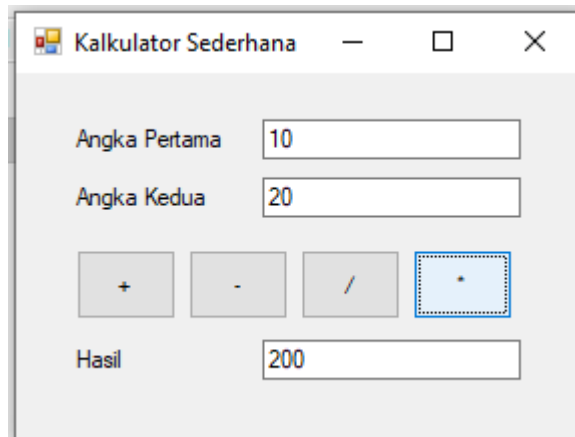 Kalkulator Sederhana
Angka Pertama 10
Angka Kedua 20
+ - / *
Hasil 200